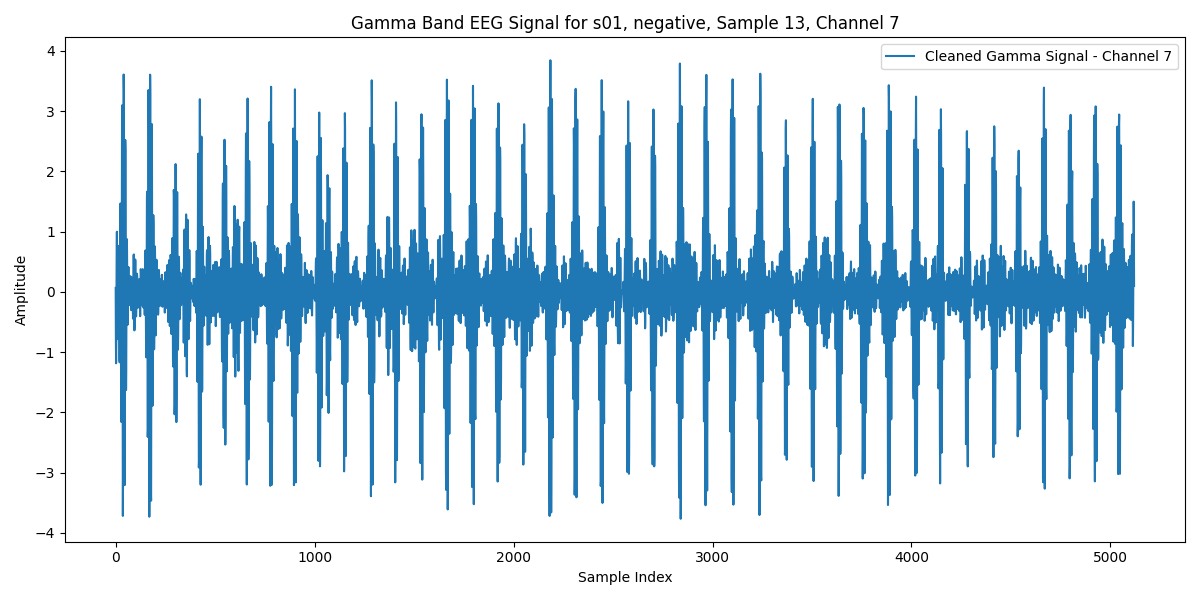 Gamma Band EEG Signal for s01, negative, Sample 13, Channel 7
Cleaned Gamma Signal - Channel 7
Amplitude
4
3
2
1
0
−1
−2
−3
−4
0 1000 2000 3000 4000 5000
Sample Index